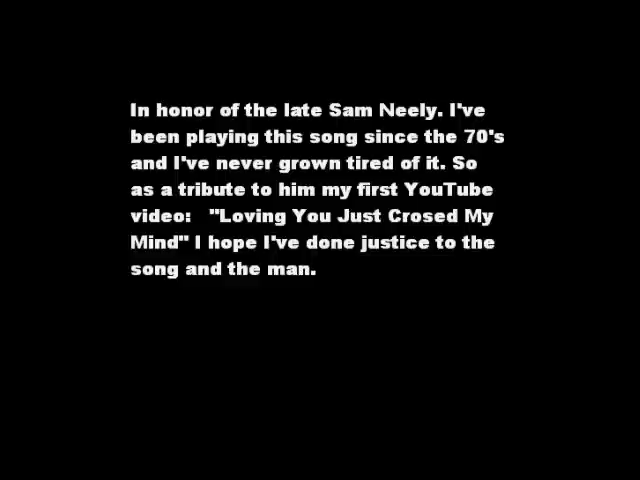 In honor of the late Sam Neely. I've
been playing this song since the 70's
and I've never grown tired of it. So
as a tribute to him my first YouTube
video:   "Loving You Just Crosed My
Mind" I hope I've done justice to the
song and the man.